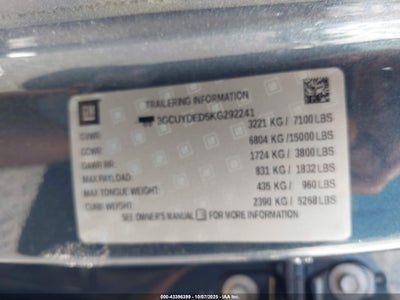 GM
TRAILERING INFORMATION
3GCUYDED5KG292241
GVWR: 3221 KG / 7100 LBS
GCWR: 6804 KG /15000 LBS
GAWR RR: 1724 KG / 3800 LBS
MAX PAYLOAD: 831 KG / 1832 LBS
MAX TONGUE WEIGHT: 435 KG / 960 LBS
CURB WEIGHT: 2390 KG / 5268 LBS
SEE OWNER'S MANUAL FOR MORE INFORMATION
000-43396399 - 10/07/2025 - IAA Inc.